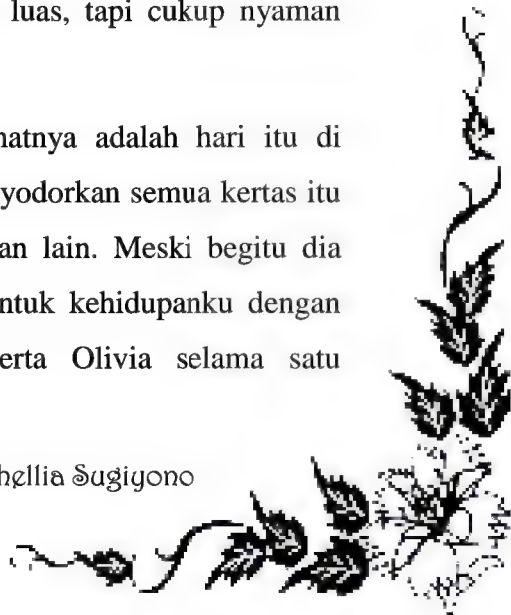 luas, tapi cukup nyaman
hatnya adalah hari itu di
yodorkan semua kertas itu
an lain. Meski begitu dia
ntuk kehidupanku dengan
erta Olivia selama satu
hellia Sugiyono